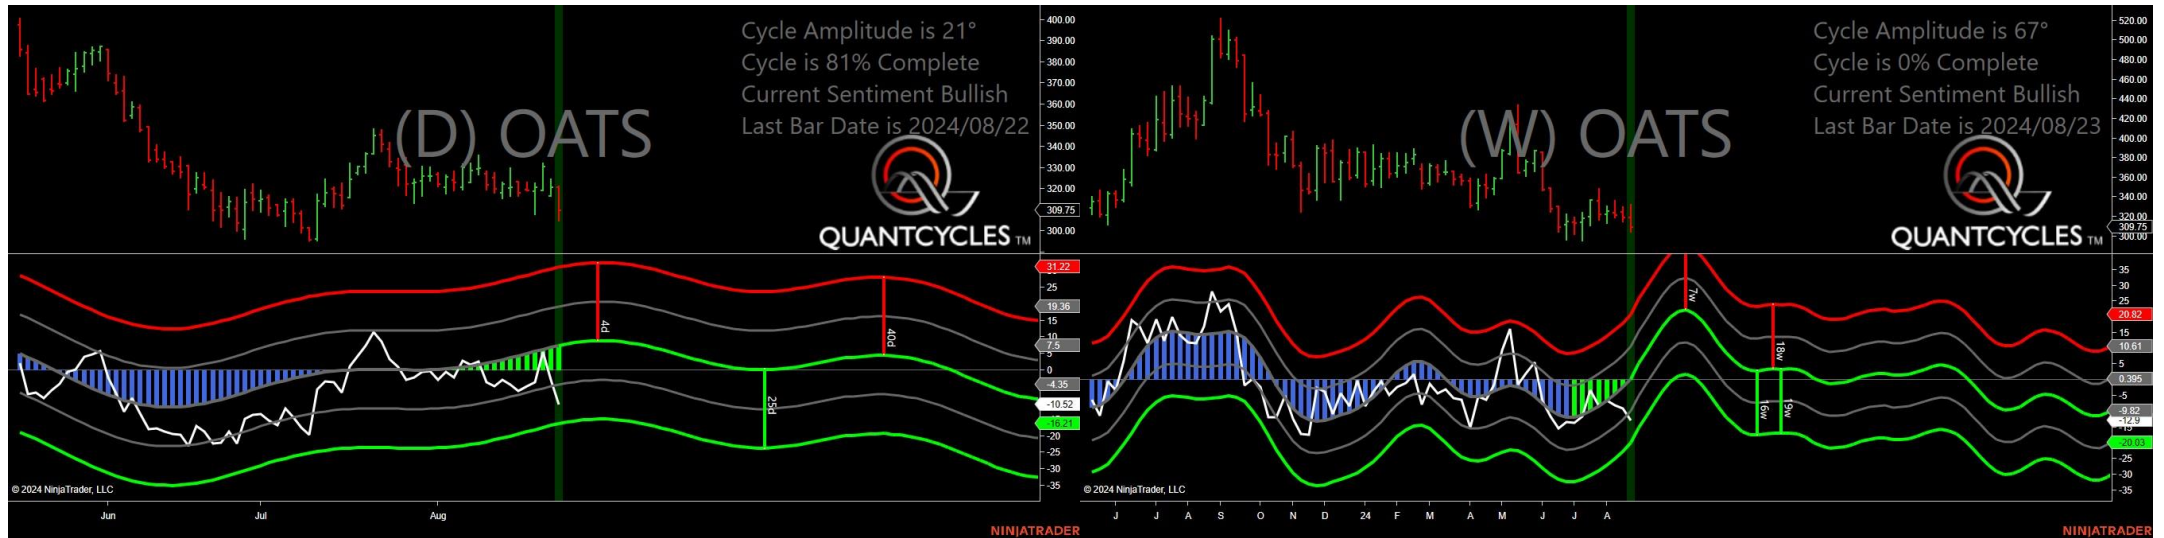 Cycle Amplitude is 21°
Cycle is 81% Complete
Current Sentiment Bullish
Last Bar Date is 2024/08/22
(D) OATS
QUANTCYCLES TM
400.00
390.00
380.00
370.00
360.00
350.00
340.00
330.00
320.00
309.75
300.00
31.22
25
19.36
15
10
7.5
5
0
-4.35
-10.52
-16.21
-20
-25
-30
-35
4d
25d
40d
© 2024 NinjaTrader, LLC
Jun Jul Aug
NINJATRADER
Cycle Amplitude is 67°
Cycle is 0% Complete
Current Sentiment Bullish
Last Bar Date is 2024/08/23
(W) OATS
QUANTCYCLES TM
520.00
500.00
480.00
460.00
440.00
420.00
400.00
380.00
360.00
340.00
320.00
309.75
300.00
35
30
25
20.82
15
10.61
5
0.395
-5
-9.82
-12.9
-15
-20.03
-25
-30
-35
7w
18w
16w
19w
© 2024 NinjaTrader, LLC
J J A S O N D 24 F M A M J J A
NINJATRADER